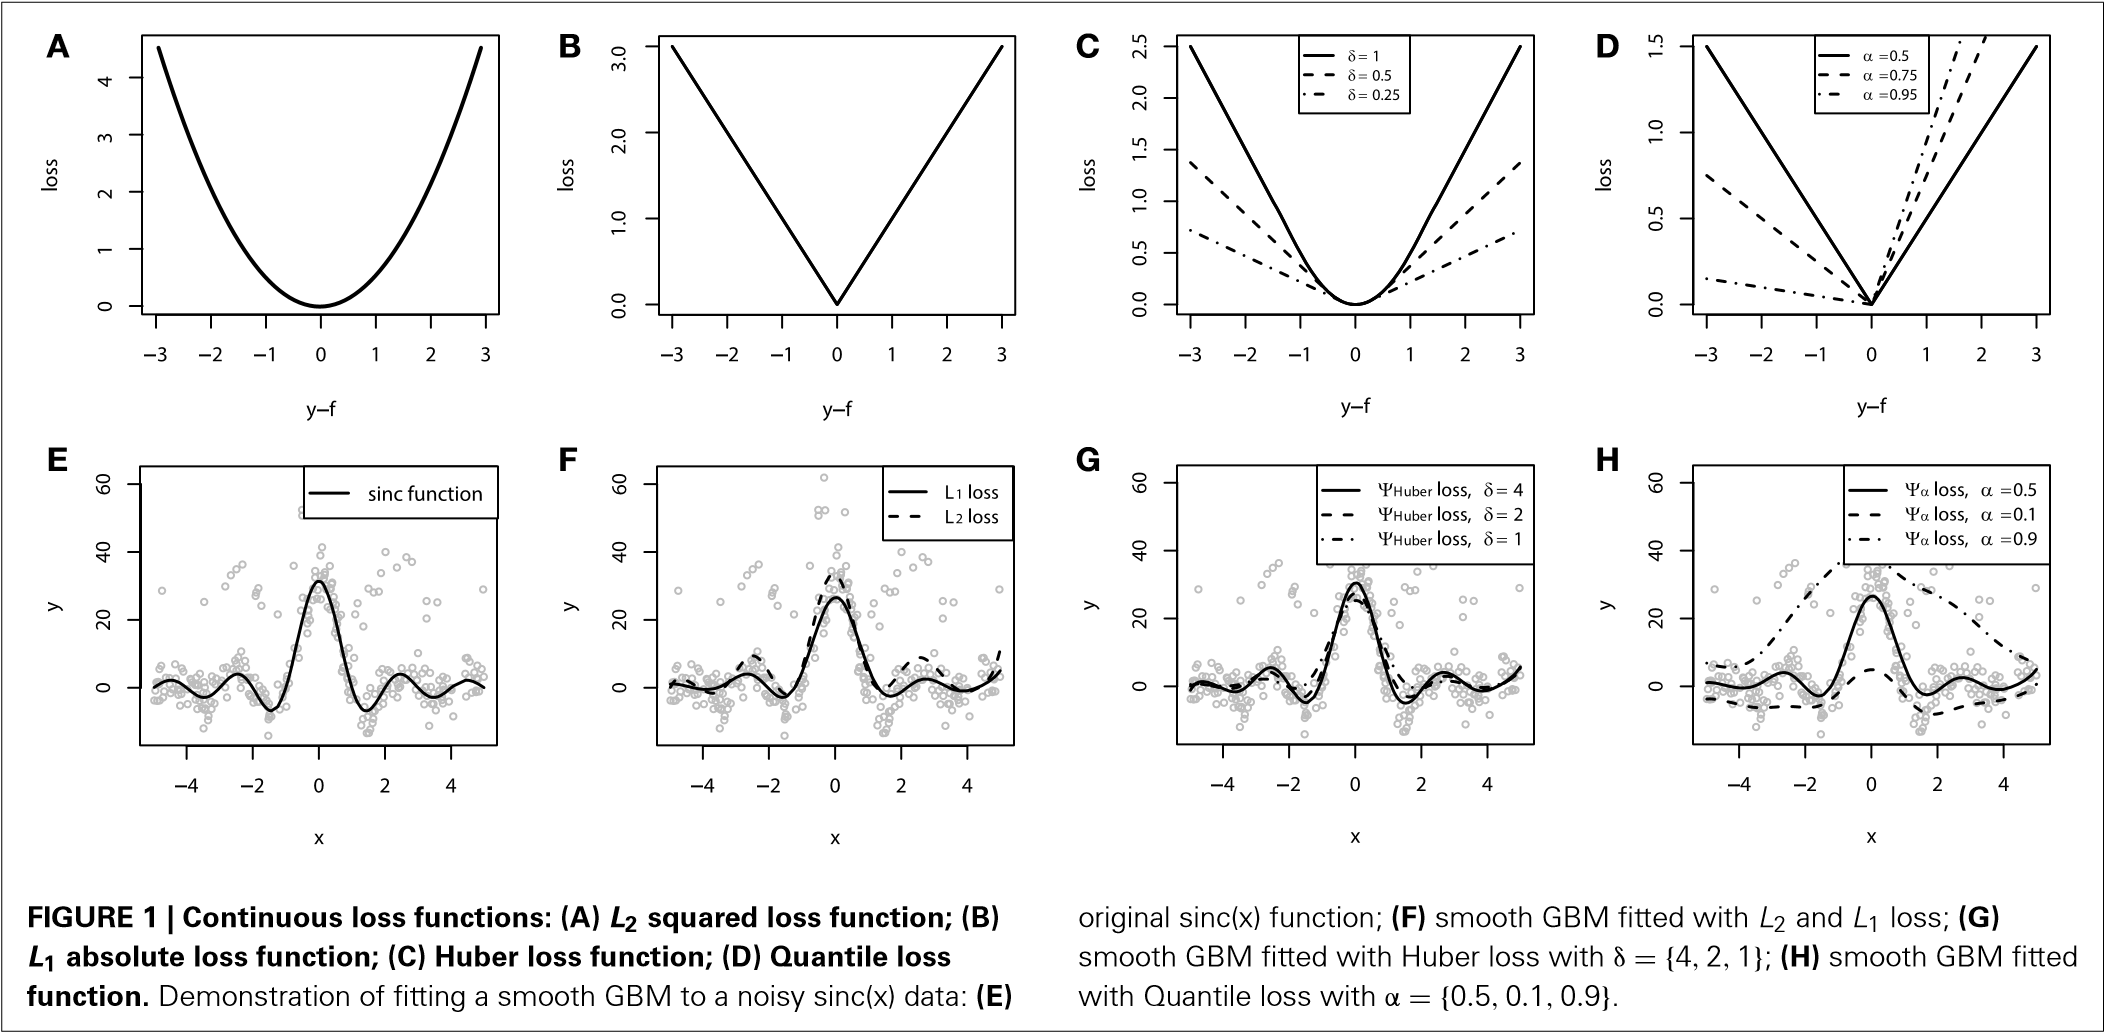 A
loss
4
3
2
1
0
−3 −2 −1 0 1 2 3
y−f
B
loss
3.0
2.0
1.0
0.0
−3 −2 −1 0 1 2 3
y−f
C
loss
2.5
2.0
1.5
1.0
0.5
0.0
δ = 1
δ = 0.5
δ = 0.25
−3 −2 −1 0 1 2 3
y−f
D
loss
1.5
1.0
0.5
0.0
α =0.5
α =0.75
α =0.95
−3 −2 −1 0 1 2 3
y−f
E
y
60
40
20
0
sinc function
−4 −2 0 2 4
x
F
y
60
40
20
0
L1 loss
L2 loss
−4 −2 0 2 4
x
G
y
60
40
20
0
ΨHuber loss, δ = 4
ΨHuber loss, δ = 2
ΨHuber loss, δ = 1
−4 −2 0 2 4
x
H
y
60
40
20
0
Ψα loss, α =0.5
Ψα loss, α =0.1
Ψα loss, α =0.9
−4 −2 0 2 4
x
FIGURE 1 | Continuous loss functions: (A) L2 squared loss function; (B)
L1 absolute loss function; (C) Huber loss function; (D) Quantile loss
function. Demonstration of fitting a smooth GBM to a noisy sinc(x) data: (E)
original sinc(x) function; (F) smooth GBM fitted with L2 and L1 loss; (G)
smooth GBM fitted with Huber loss with δ = {4, 2, 1}; (H) smooth GBM fitted
with Quantile loss with α = {0.5, 0.1, 0.9}.